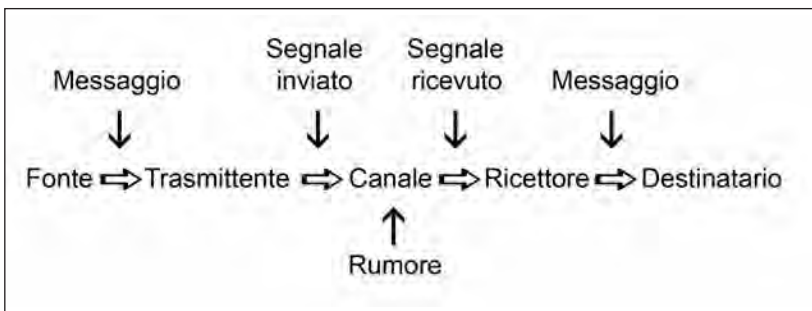 Segnale Segnale
Messaggio inviato ricevuto Messaggio
Fonte Trasmittente Canale Ricettore Destinatario
Rumore